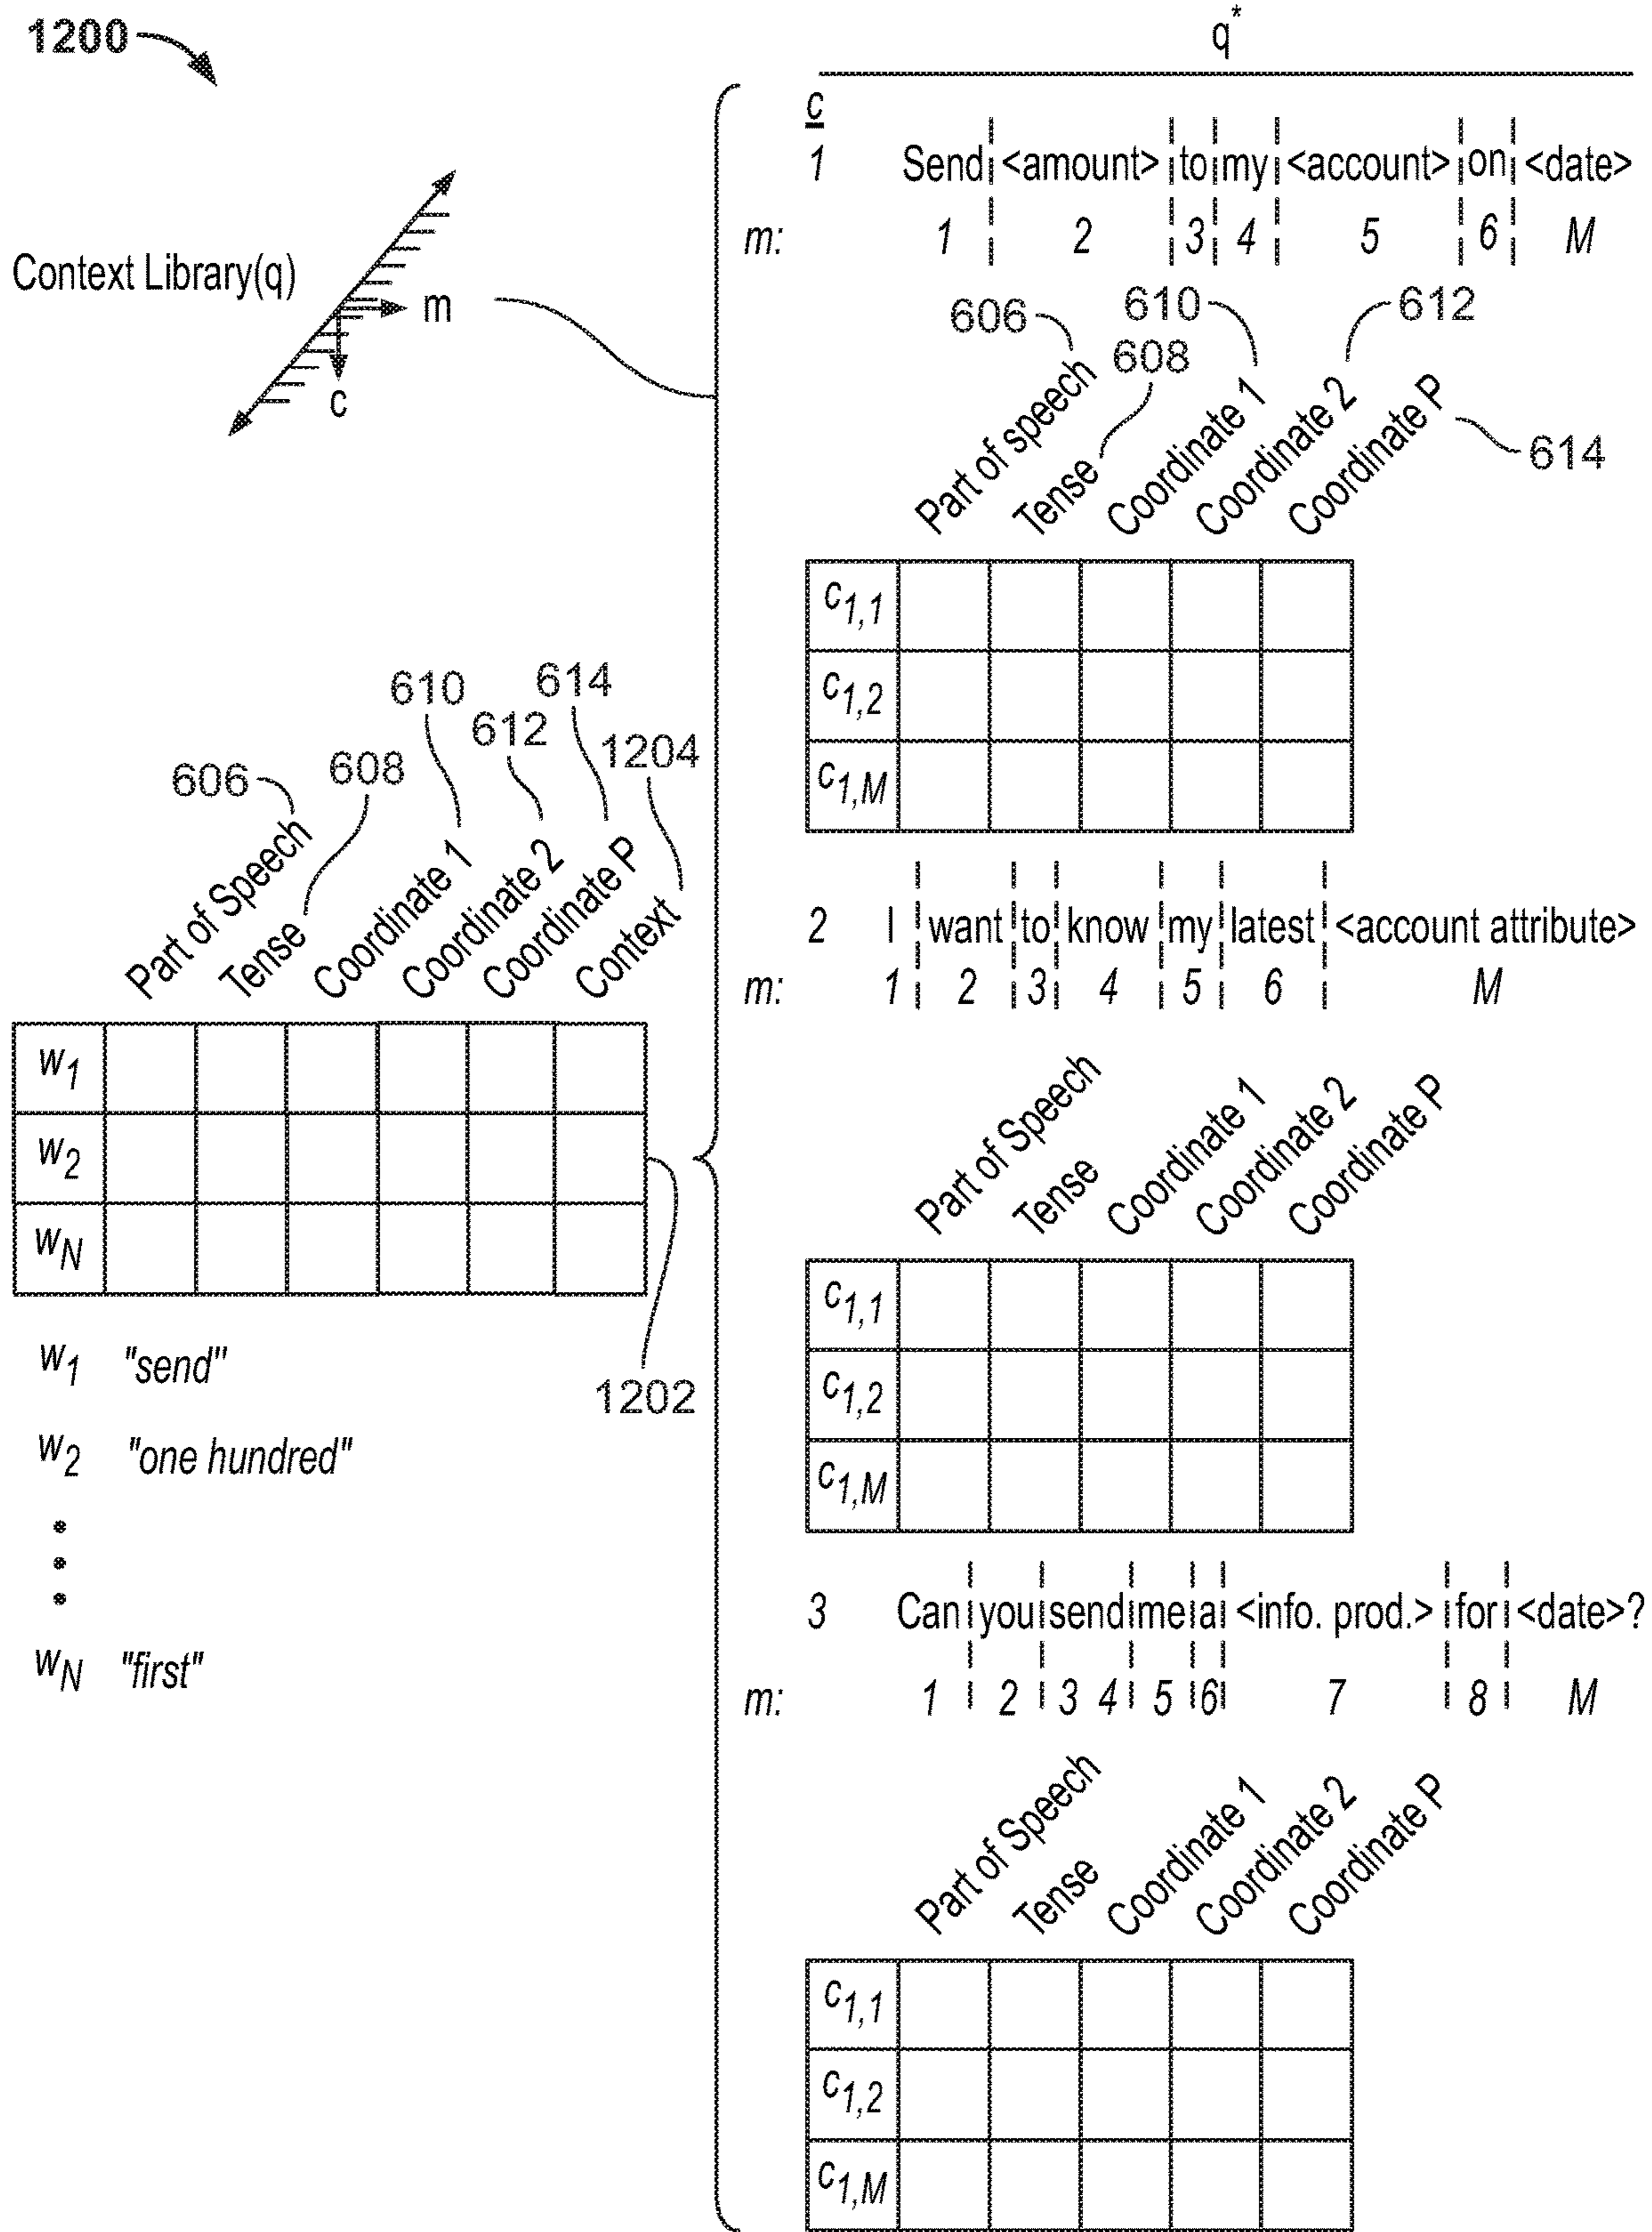 1200
Context Library(q)
m
c
610
614
612
606
608
1204
Part of Speech
Tense
Coordinate 1
Coordinate 2
Coordinate P
Context
w1
w2
wN
1202
w1 "send"
w2 "one hundred"
wN "first"
q*
c
1 Send <amount> to my <account> on <date>
m: 1 2 3 4 5 6 M
606
610
612
608
614
Part of speech
Tense
Coordinate 1
Coordinate 2
Coordinate P
c1,1
c1,2
c1,M
2 I want to know my latest <account attribute>
m: 1 2 3 4 5 6 M
Part of Speech
Tense
Coordinate 1
Coordinate 2
Coordinate P
c1,1
c1,2
c1,M
3 Can you send me a <info. prod.> for <date>?
m: 1 2 3 4 5 6 7 8 M
Part of Speech
Tense
Coordinate 1
Coordinate 2
Coordinate P
c1,1
c1,2
c1,M